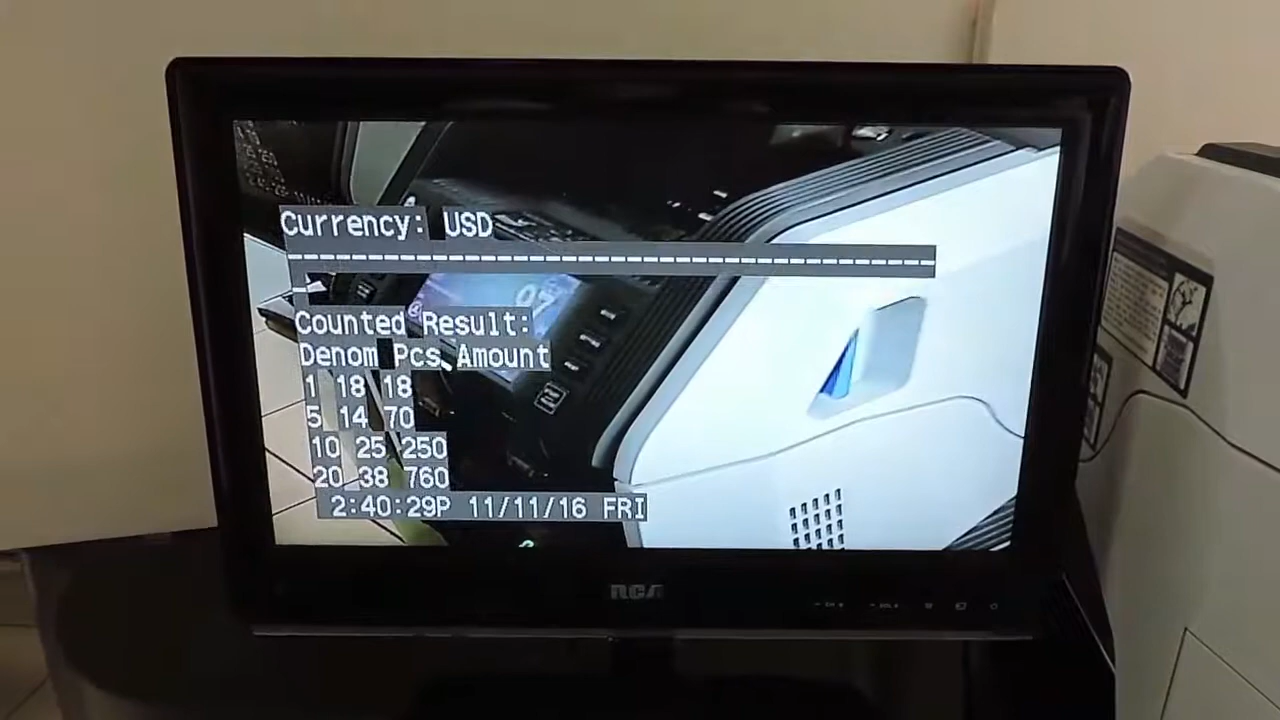 Currency: USD
------------------------------------------
Counted Result:
Denom Pcs Amount
1 18 18
5 14 70
10 25 250
20 38 760
2:40:29P 11/11/16 FRI
RCA